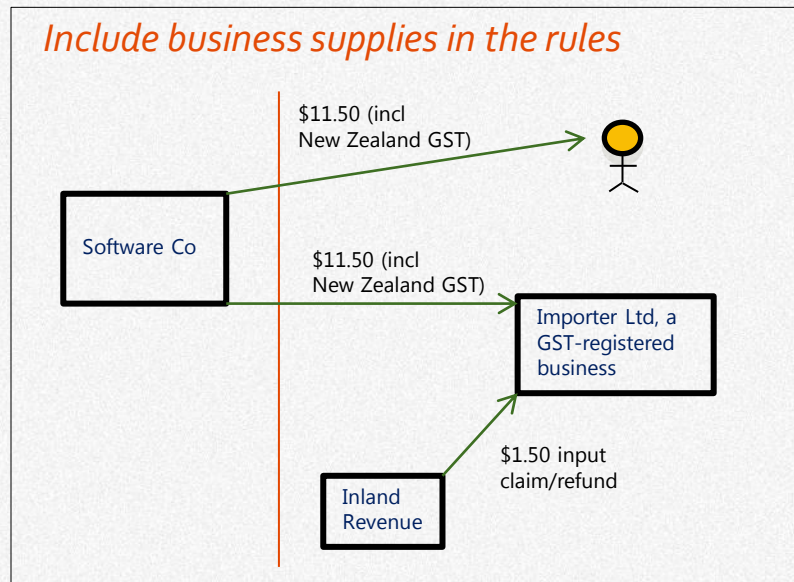 Include business supplies in the rules
$11.50 (incl
New Zealand GST)
Software Co
$11.50 (incl
New Zealand GST)
Importer Ltd, a
GST-registered
business
$1.50 input
claim/refund
Inland
Revenue